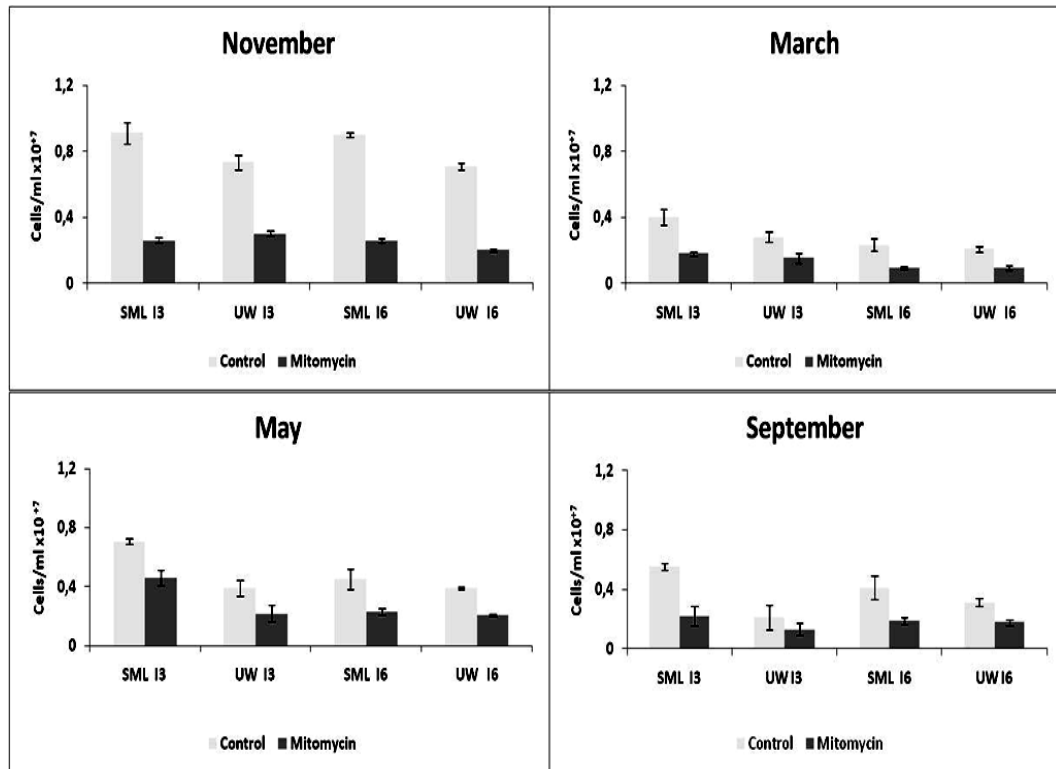 November
Cells/ml x10⁺⁷
1,2
0,8
0,4
0
SML I3 UW I3 SML I6 UW I6
Control Mitomycin
March
Cells/ml x10⁺⁷
1,2
0,8
0,4
0
SML I3 UW I3 SML I6 UW I6
Control Mitomycin
May
Cells/ml x10⁺⁷
1,2
0,8
0,4
0
SML I3 UW I3 SML I6 UW I6
Control Mitomycin
September
Cells/ml x10⁺⁷
1,2
0,8
0,4
0
SML I3 UW I3 SML I6 UW I6
Control Mitomycin